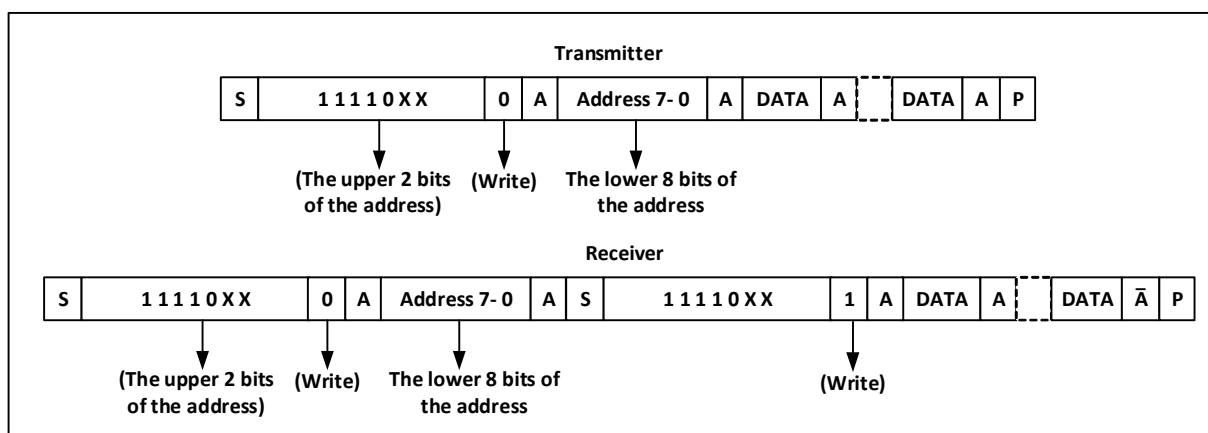 Transmitter
S 1 1 1 1 0 X X 0 A Address 7- 0 A DATA A DATA A P
(The upper 2 bits of the address) (Write) The lower 8 bits of the address
Receiver
S 1 1 1 1 0 X X 0 A Address 7- 0 A S 1 1 1 1 0 X X 1 A DATA A DATA Ā P
(The upper 2 bits of the address) (Write) The lower 8 bits of the address (Write)